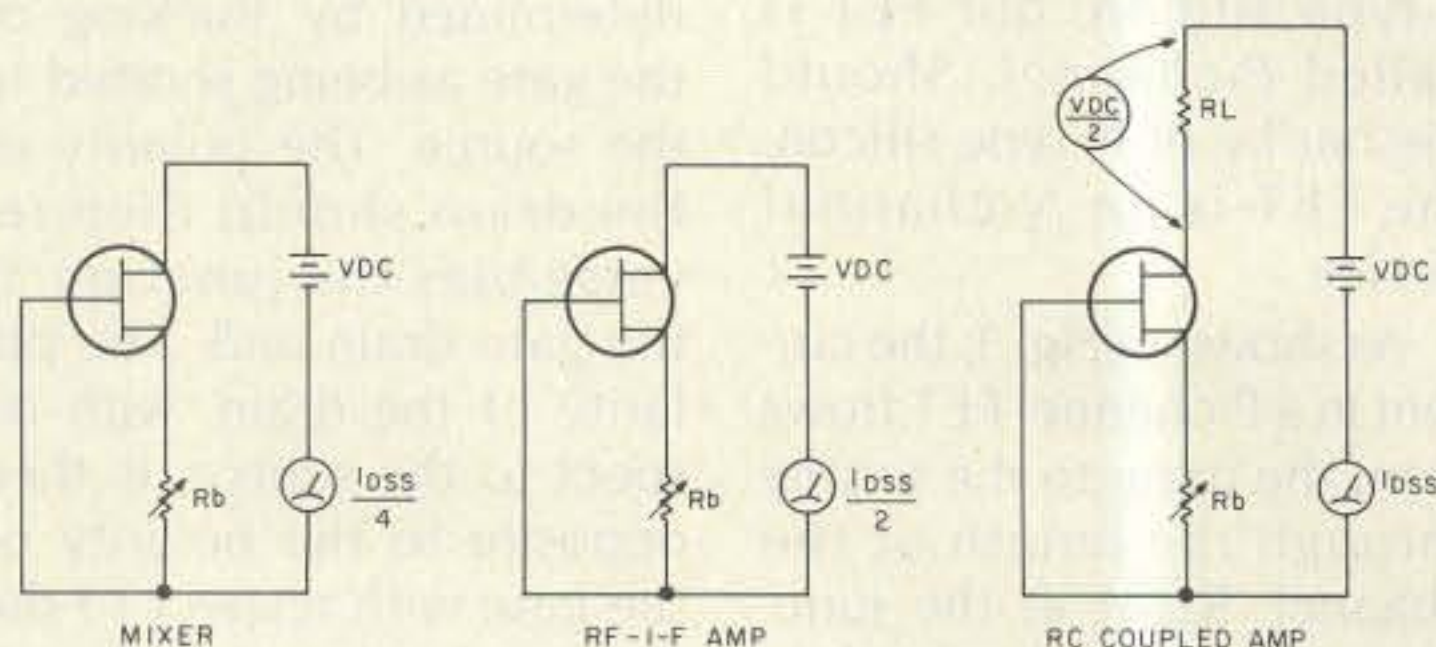 VDC
2
RL
VDC
VDC
VDC
Rb
IDSS
4
Rb
IDSS
2
Rb
IDSS
MIXER
RF-I-F AMP
RC COUPLED AMP